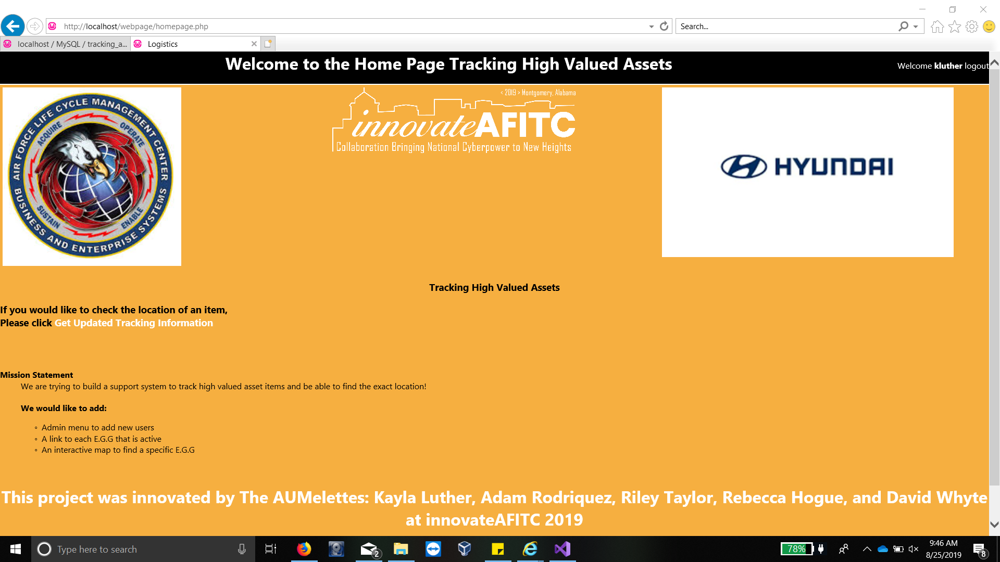 http://localhost/webpage/homepage.php
Search...
localhost / MySQL / tracking_a...
Logistics
Welcome to the Home Page Tracking High Valued Assets
Welcome kluther logout
AIR FORCE LIFE CYCLE MANAGEMENT CENTER
ACQUIRE
OPERATE
SUSTAIN
ENABLE
BUSINESS AND ENTERPRISE SYSTEMS
< 2019 > Montgomery, Alabama
innovateAFITC
Collaboration Bringing National Cyberpower to New Heights
HYUNDAI
Tracking High Valued Assets
If you would like to check the location of an item,
Please click Get Updated Tracking Information
Mission Statement
We are trying to build a support system to track high valued asset items and be able to find the exact location!
We would like to add:
◦ Admin menu to add new users
◦ A link to each E.G.G that is active
◦ An interactive map to find a specific E.G.G
This project was innovated by The AUMelettes: Kayla Luther, Adam Rodriquez, Riley Taylor, Rebecca Hogue, and David Whyte
at innovateAFITC 2019
Type here to search
2
78%
9:46 AM
8/25/2019
8